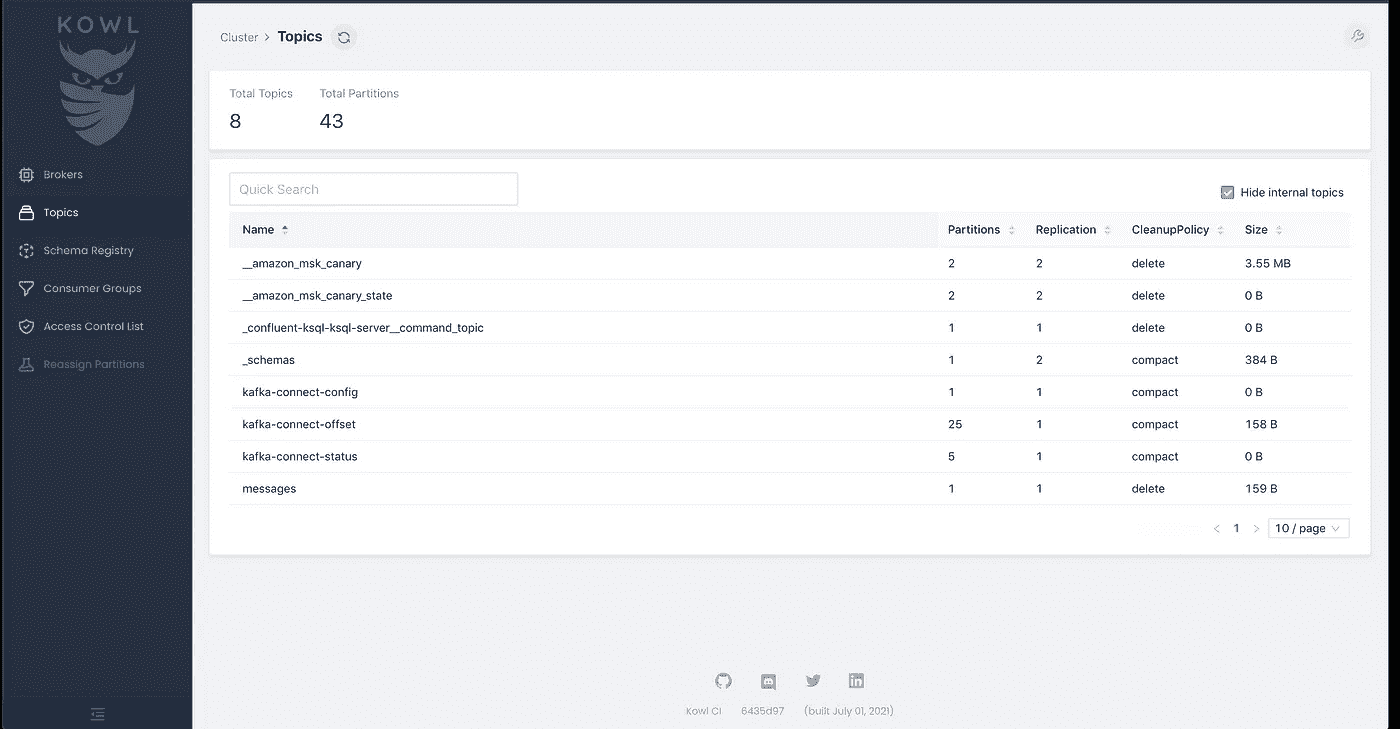 KOWL
Brokers
Topics
Schema Registry
Consumer Groups
Access Control List
Reassign Partitions
Cluster > Topics
Total Topics Total Partitions
8 43
Quick Search
Hide internal topics
Name Partitions Replication CleanupPolicy Size
__amazon_msk_canary 2 2 delete 3.55 MB
__amazon_msk_canary_state 2 2 delete 0 B
_confluent-ksql-ksql-server__command_topic 1 1 delete 0 B
_schemas 1 2 compact 384 B
kafka-connect-config 1 1 compact 0 B
kafka-connect-offset 25 1 compact 158 B
kafka-connect-status 5 1 compact 0 B
messages 1 1 delete 159 B
< 1 > 10 / page
Kowl CI 6435d97 (built July 01, 2021)